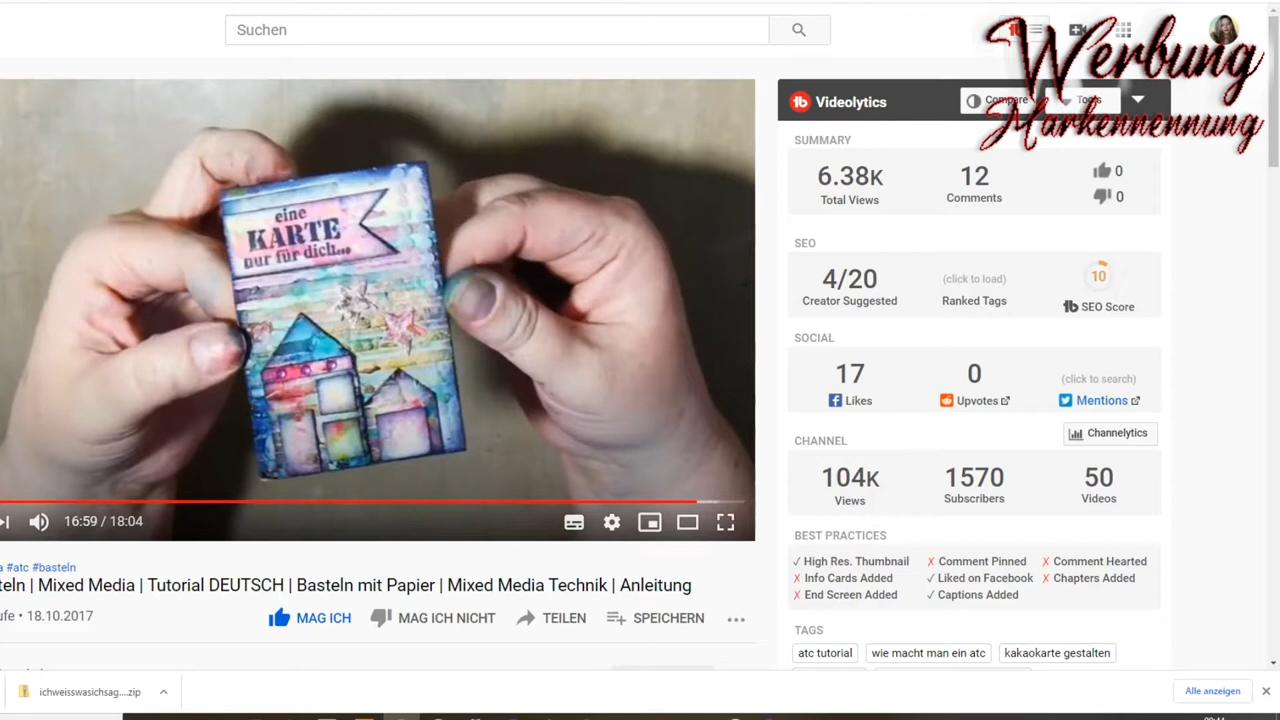 Suchen
Werbung
Markennennung
Videolytics
Compare
Tools
SUMMARY
6.38K
Total Views
12
Comments
0
0
SEO
4/20
Creator Suggested
(click to load)
Ranked Tags
10
SEO Score
SOCIAL
17
Likes
0
Upvotes
(click to search)
Mentions
CHANNEL
Channelytics
104K
Views
1570
Subscribers
50
Videos
BEST PRACTICES
✓ High Res. Thumbnail
✗ Comment Pinned
✗ Comment Hearted
✗ Info Cards Added
✓ Liked on Facebook
✗ Chapters Added
✗ End Screen Added
✓ Captions Added
TAGS
atc tutorial
wie macht man ein atc
kakaokarte gestalten
eine
KARTE
nur für dich...
16:59 / 18:04
#atc #basteln
teln | Mixed Media | Tutorial DEUTSCH | Basteln mit Papier | Mixed Media Technik | Anleitung
ufe • 18.10.2017
MAG ICH
MAG ICH NICHT
TEILEN
SPEICHERN
ichweisswasichsag....zip
Alle anzeigen